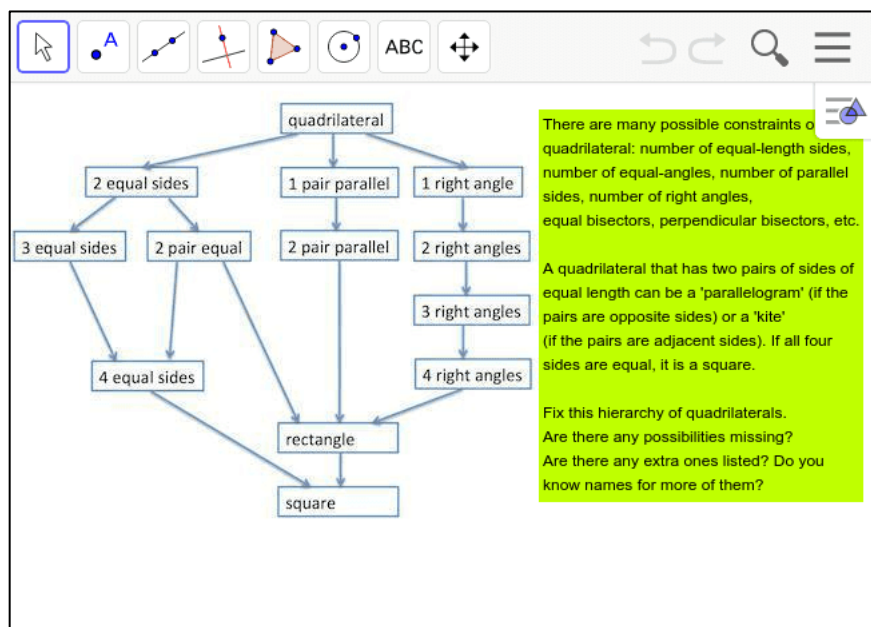 A
ABC
quadrilateral
2 equal sides
1 pair parallel
1 right angle
3 equal sides
2 pair equal
2 pair parallel
2 right angles
3 right angles
4 equal sides
4 right angles
rectangle
square
There are many possible constraints o
quadrilateral: number of equal-length sides,
number of equal-angles, number of parallel
sides, number of right angles,
equal bisectors, perpendicular bisectors, etc.
A quadrilateral that has two pairs of sides of
equal length can be a 'parallelogram' (if the
pairs are opposite sides) or a 'kite'
(if the pairs are adjacent sides). If all four
sides are equal, it is a square.
Fix this hierarchy of quadrilaterals.
Are there any possibilities missing?
Are there any extra ones listed? Do you
know names for more of them?